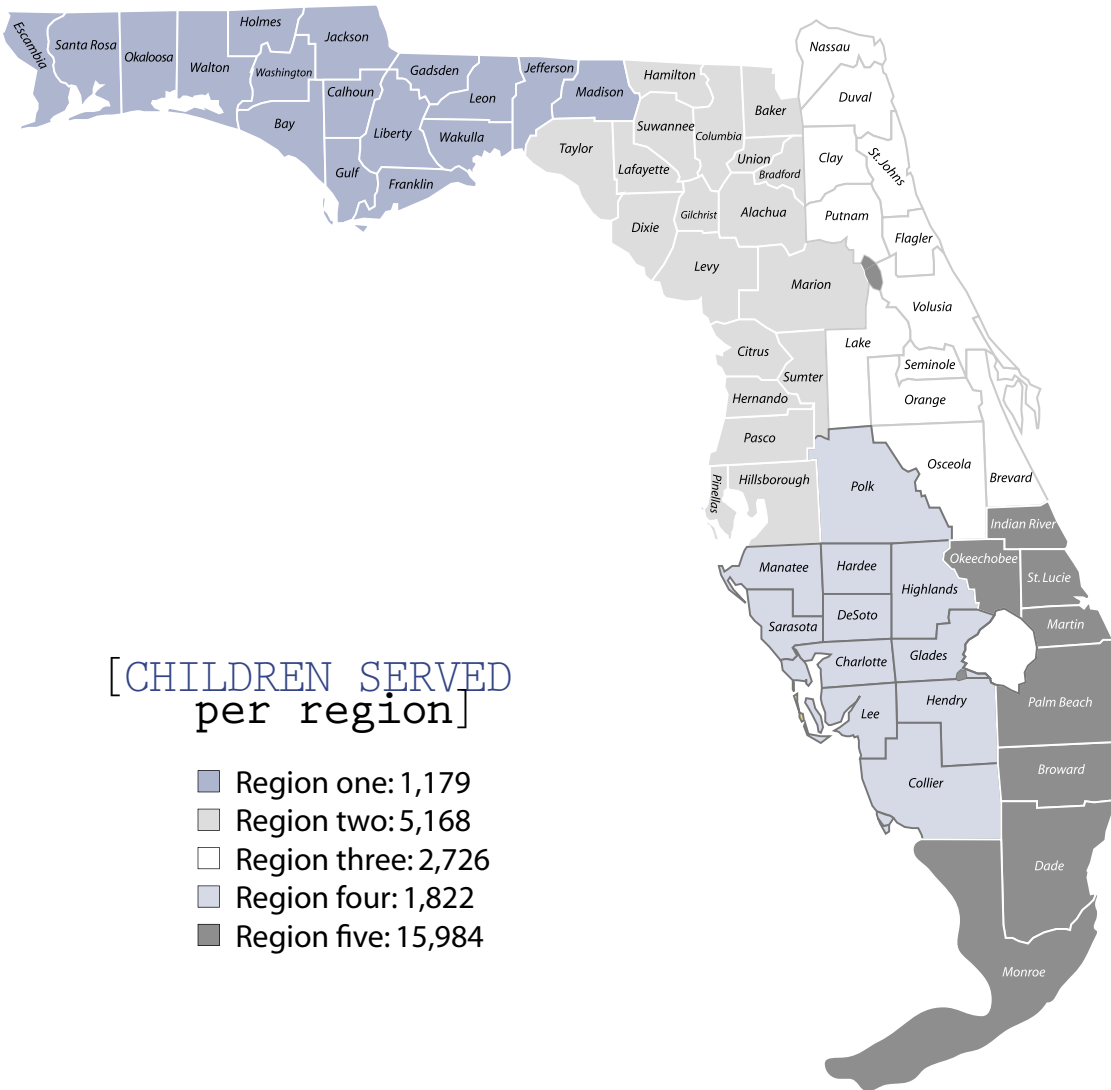 Escambia
Santa Rosa
Okaloosa
Walton
Holmes
Washington
Jackson
Bay
Calhoun
Gulf
Liberty
Gadsden
Franklin
Leon
Wakulla
Jefferson
Madison
Taylor
Hamilton
Suwannee
Columbia
Lafayette
Dixie
Gilchrist
Baker
Union
Bradford
Alachua
Levy
Marion
Nassau
Duval
Clay
St. Johns
Putnam
Flagler
Volusia
Citrus
Sumter
Lake
Hernando
Seminole
Orange
Pasco
Pinellas
Hillsborough
Polk
Osceola
Brevard
Indian River
Okeechobee
St. Lucie
Manatee
Hardee
Highlands
Martin
Sarasota
DeSoto
Charlotte
Glades
Lee
Hendry
Palm Beach
Broward
Collier
Dade
Monroe
[CHILDREN SERVED
per region]
Region one: 1,179
Region two: 5,168
Region three: 2,726
Region four: 1,822
Region five: 15,984